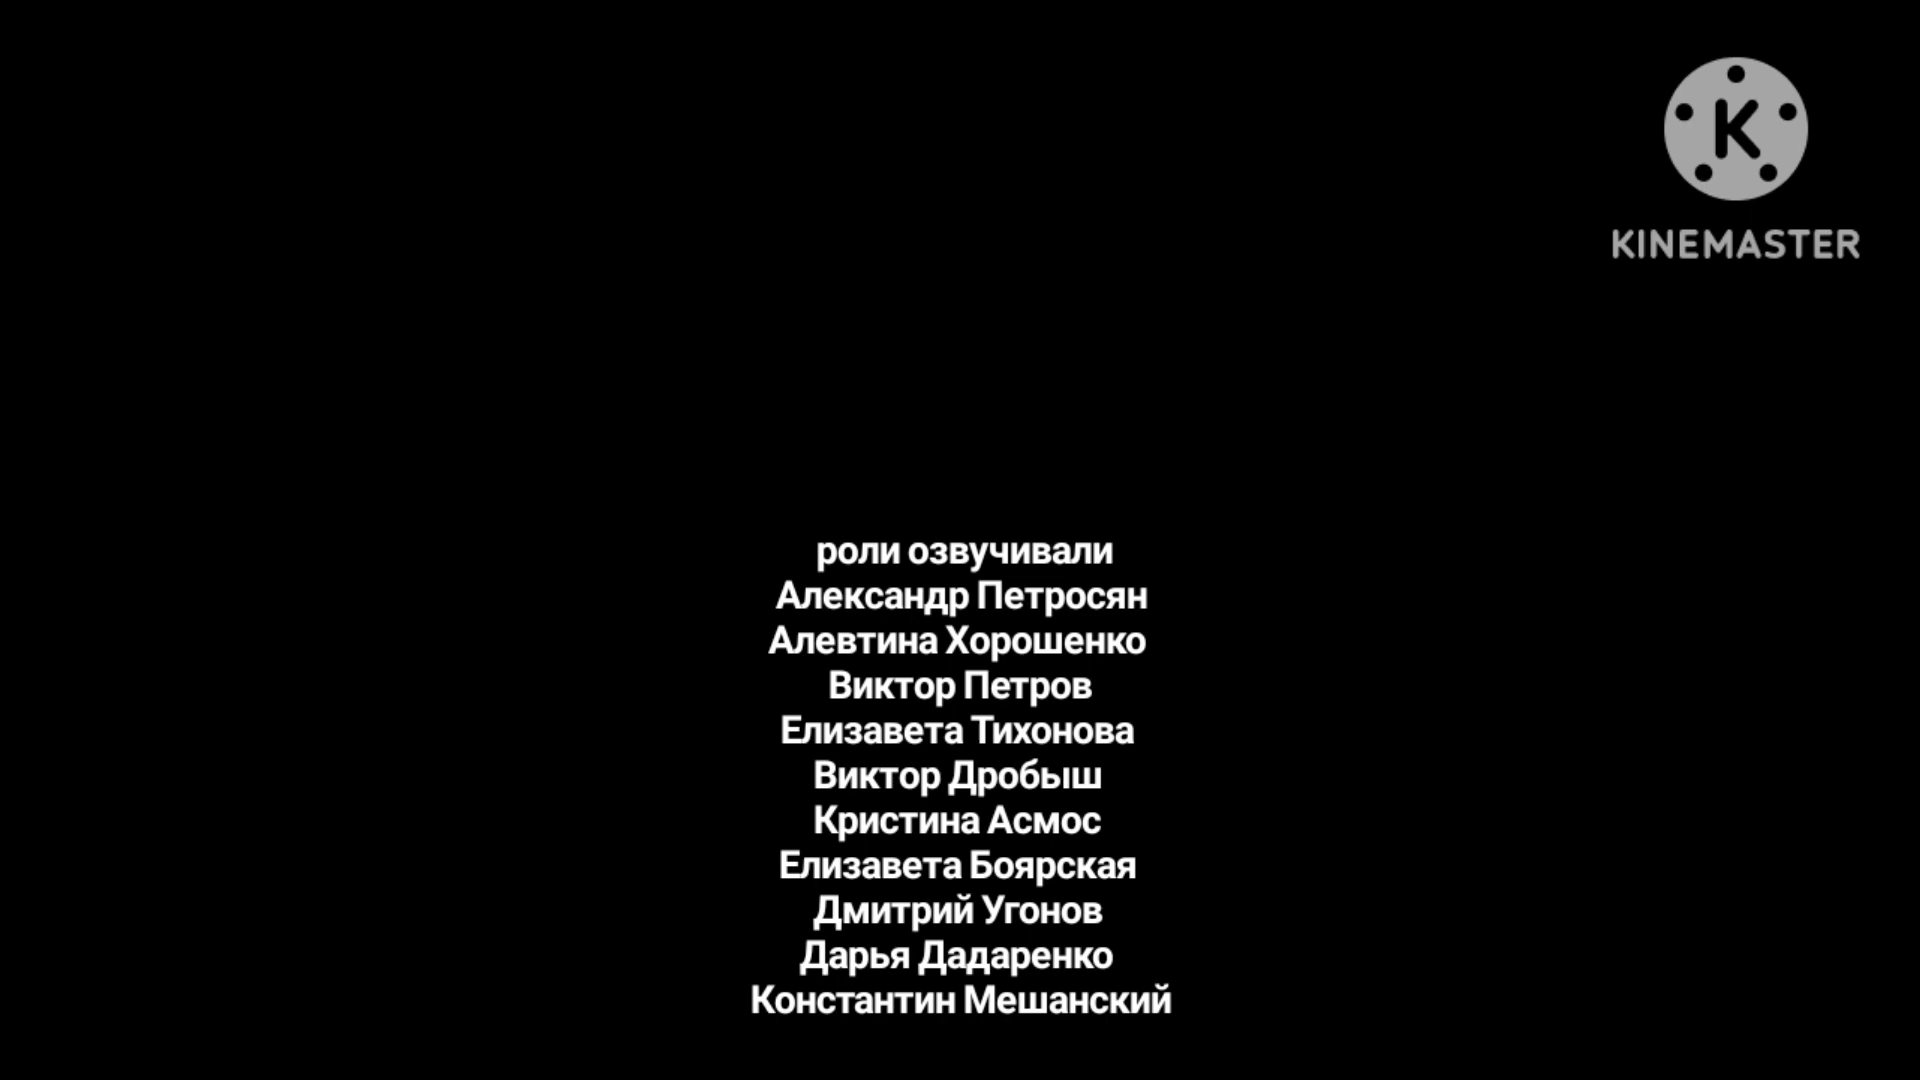 KINEMASTER
роли озвучивали
Александр Петросян
Алевтина Хорошенко
Виктор Петров
Елизавета Тихонова
Виктор Дробыш
Кристина Асмос
Елизавета Боярская
Дмитрий Угонов
Дарья Дадаренко
Константин Мешанский